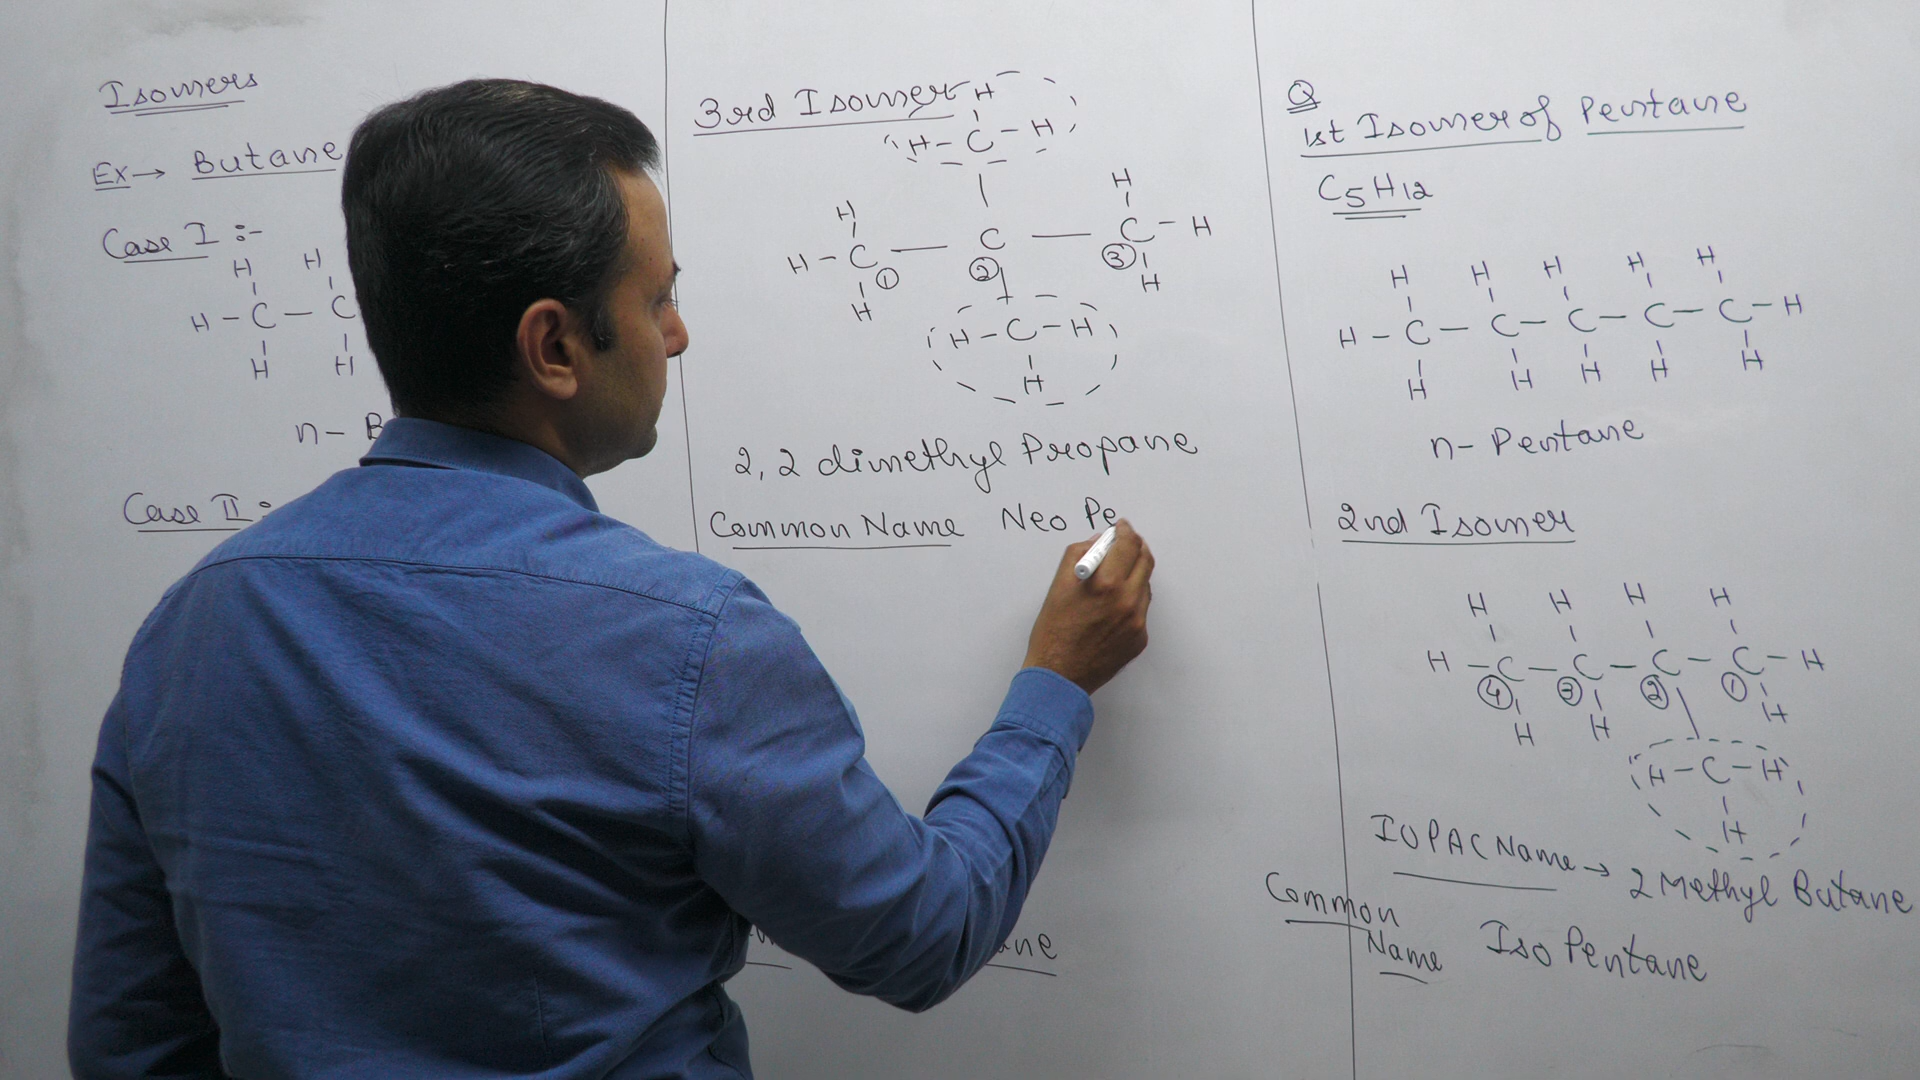 Isomers
Ex → Butane
Case I :-
H H
H - C - C
H H
n - B
Case II :
3rd Isomer
H
H - C - H
H H
H - C — C — C - H
① ② ③
H H
H - C - H
H
2, 2 dimethyl Propane
Common Name Neo Pe
ane
Q
1st Isomer of Pentane
C5H12
H H H H H
H - C - C - C - C - C - H
H H H H H
n- Pentane
2nd Isomer
H H H H
H - C - C - C - C - H
④ ③ ② ①
H H H
H - C - H
H
IUPAC Name → 2 Methyl Butane
Common
Name Iso Pentane